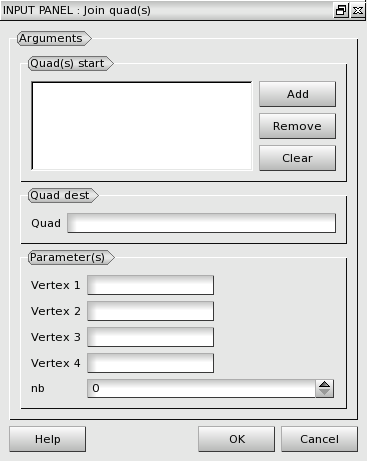 INPUT PANEL : Join quad(s)
Arguments
Quad(s) start
Add
Remove
Clear
Quad dest
Quad
Parameter(s)
Vertex 1
Vertex 2
Vertex 3
Vertex 4
nb 0
Help OK Cancel